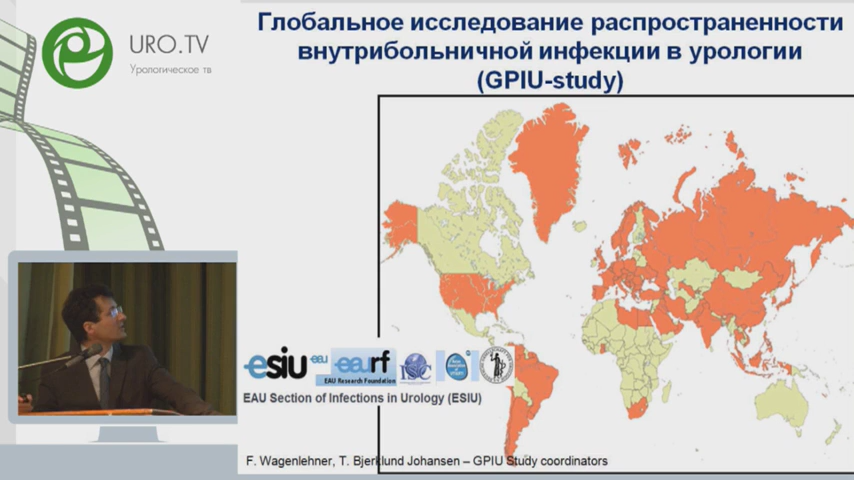 URO.TV
Урологическое тв
Глобальное исследование распространенности
внутрибольничной инфекции в урологии
(GPIU-study)
esiu
eau
eaurf
EAU Research Foundation
EAU Section of Infections in Urology (ESIU)
F. Wagenlehner, T. Bjerklund Johansen – GPIU Study coordinators